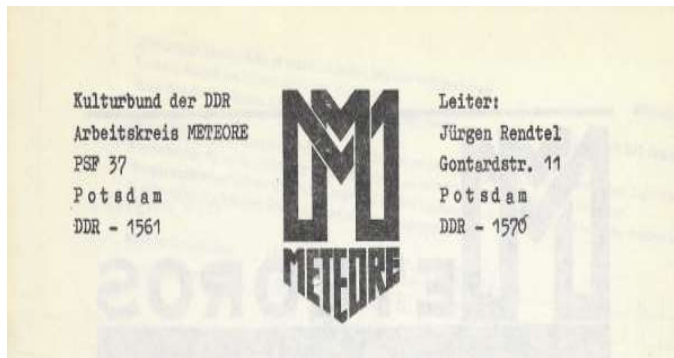 Kulturbund der DDR
Arbeitskreis METEORE
PSF 37
Potsdam
DDR - 1561
METEORE
Leiter:
Jürgen Rendtel
Gontardstr. 11
Potsdam
DDR - 1570